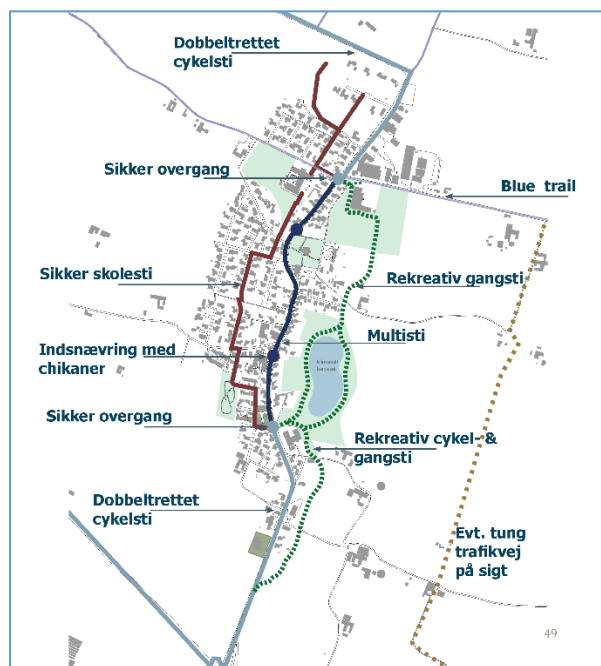 Dobbeltrettet
cykelsti
Sikker overgang
Blue trail
Sikker skolesti
Rekreativ gangsti
Multisti
Indsnævring med
chikaner
Sikker overgang
Rekreativ cykel- &
gangsti
Dobbeltrettet
cykelsti
Evt. tung
trafikvej
på sigt
49